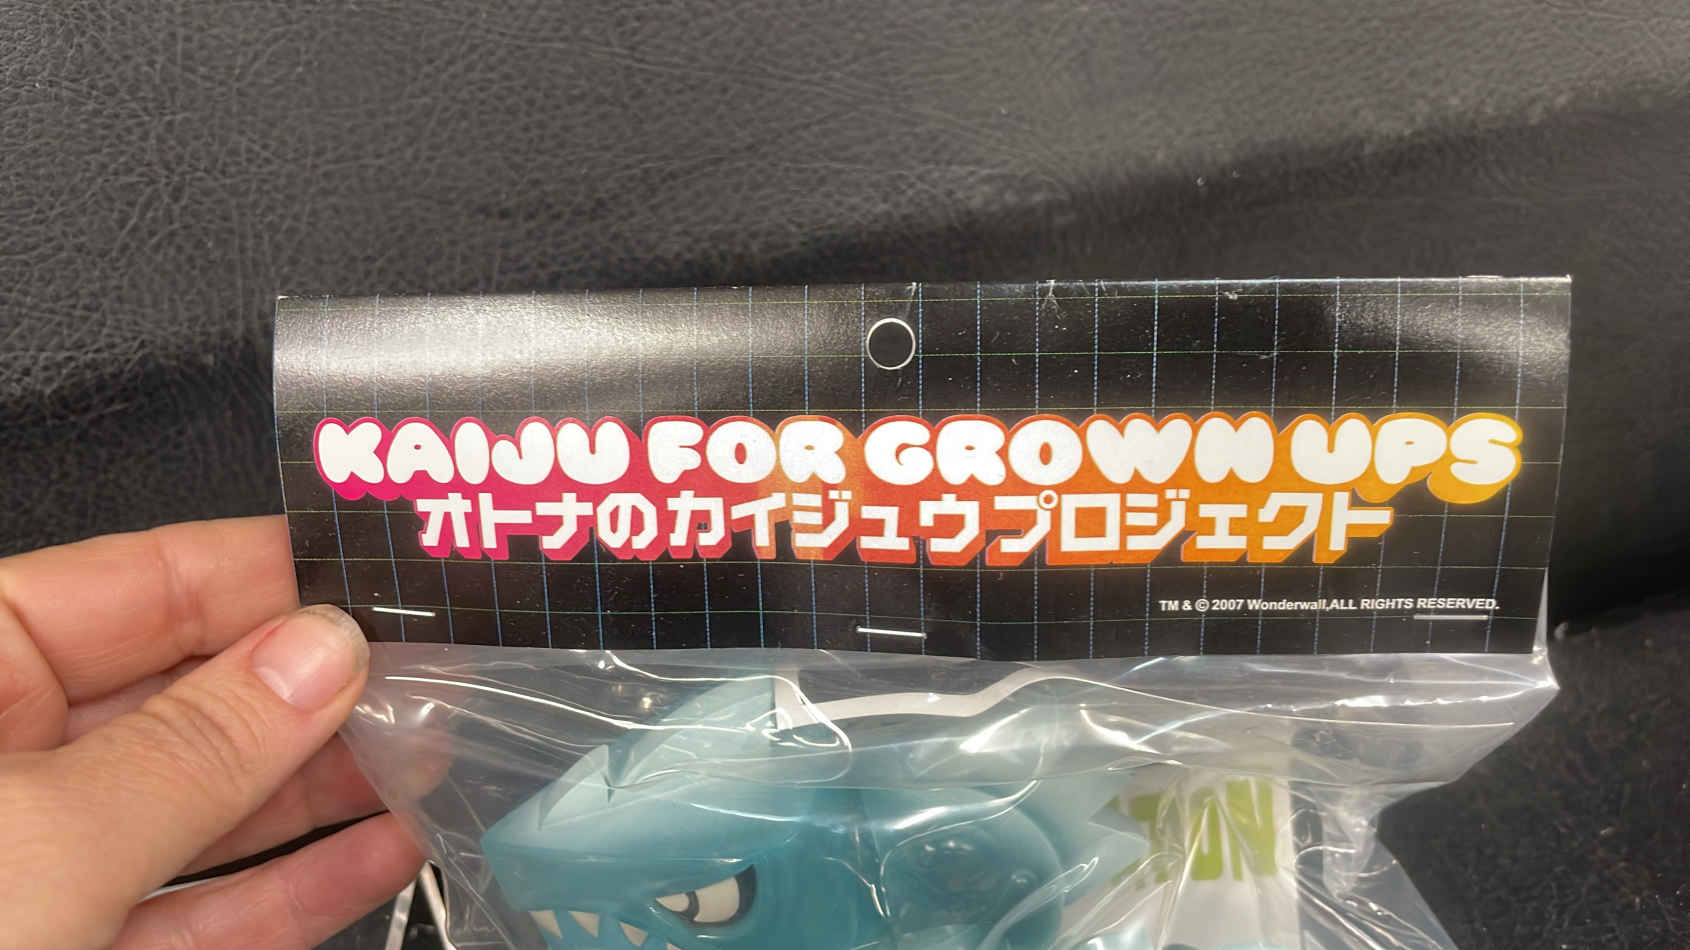 KAIJU FOR GROWN UPS
オトナのカイジュウプロジェクト
TM & © 2007 Wonderwall,ALL RIGHTS RESERVED.